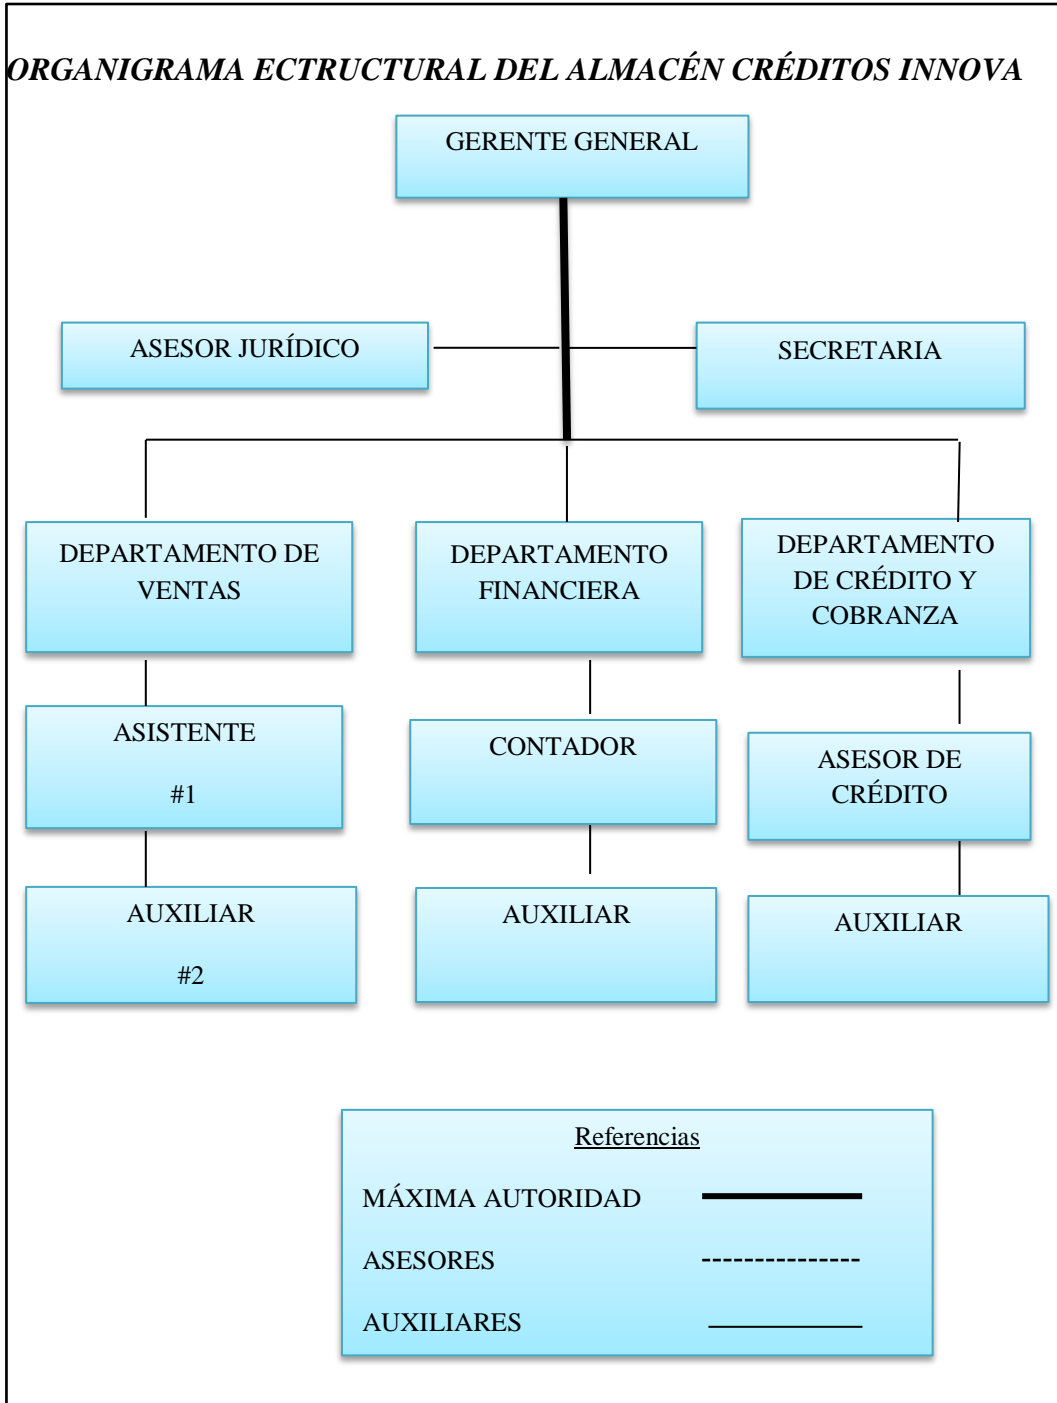 ORGANIGRAMA ECTRUCTURAL DEL ALMACÉN CRÉDITOS INNOVA
GERENTE GENERAL
ASESOR JURÍDICO
SECRETARIA
DEPARTAMENTO DE
VENTAS
DEPARTAMENTO
FINANCIERA
DEPARTAMENTO
DE CRÉDITO Y
COBRANZA
ASISTENTE
#1
CONTADOR
ASESOR DE
CRÉDITO
AUXILIAR
#2
AUXILIAR
AUXILIAR
Referencias
MÁXIMA AUTORIDAD
ASESORES
AUXILIARES